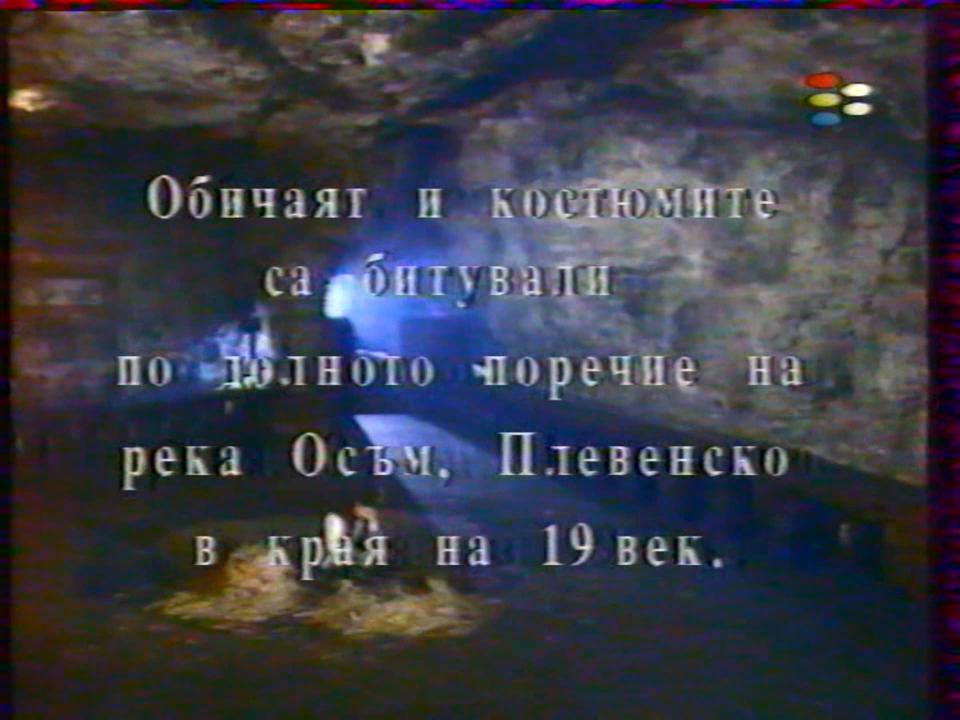 Обичаят и костюмите
са битували
по долното поречие на
река Осъм, Плевенско
в края на 19 век.